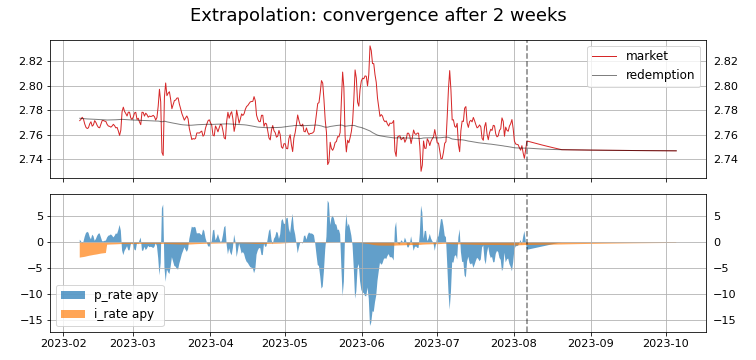 Extrapolation: convergence after 2 weeks
2.82 2.82
2.80 2.80
2.78 2.78
2.76 2.76
2.74 2.74
market
redemption
5 5
0 0
−5 −5
−10 −10
−15 −15
p_rate apy
i_rate apy
2023-02 2023-03 2023-04 2023-05 2023-06 2023-07 2023-08 2023-09 2023-10